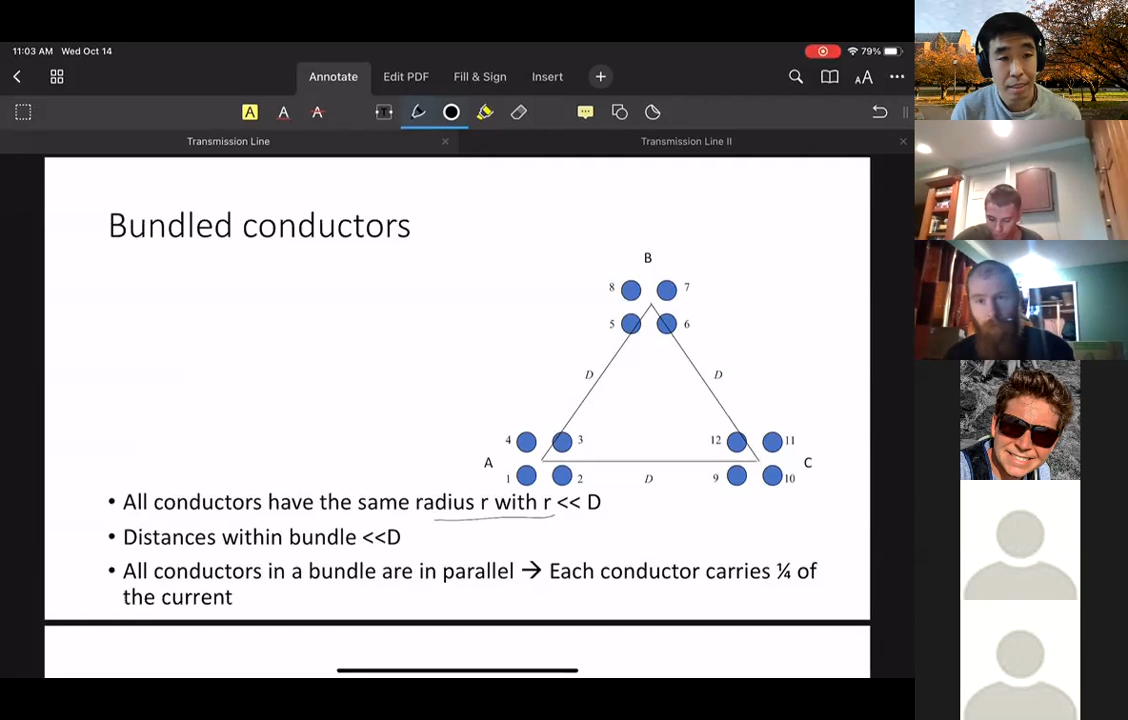 11:03 AM Wed Oct 14
79%
Annotate Edit PDF Fill & Sign Insert
A A A T AA
Transmission Line Transmission Line II
Bundled conductors
B
8 7
5 6
D D
4 3 12 11
A C
1 2 D 9 10
• All conductors have the same radius r with r << D
• Distances within bundle <<D
• All conductors in a bundle are in parallel → Each conductor carries ¼ of
the current